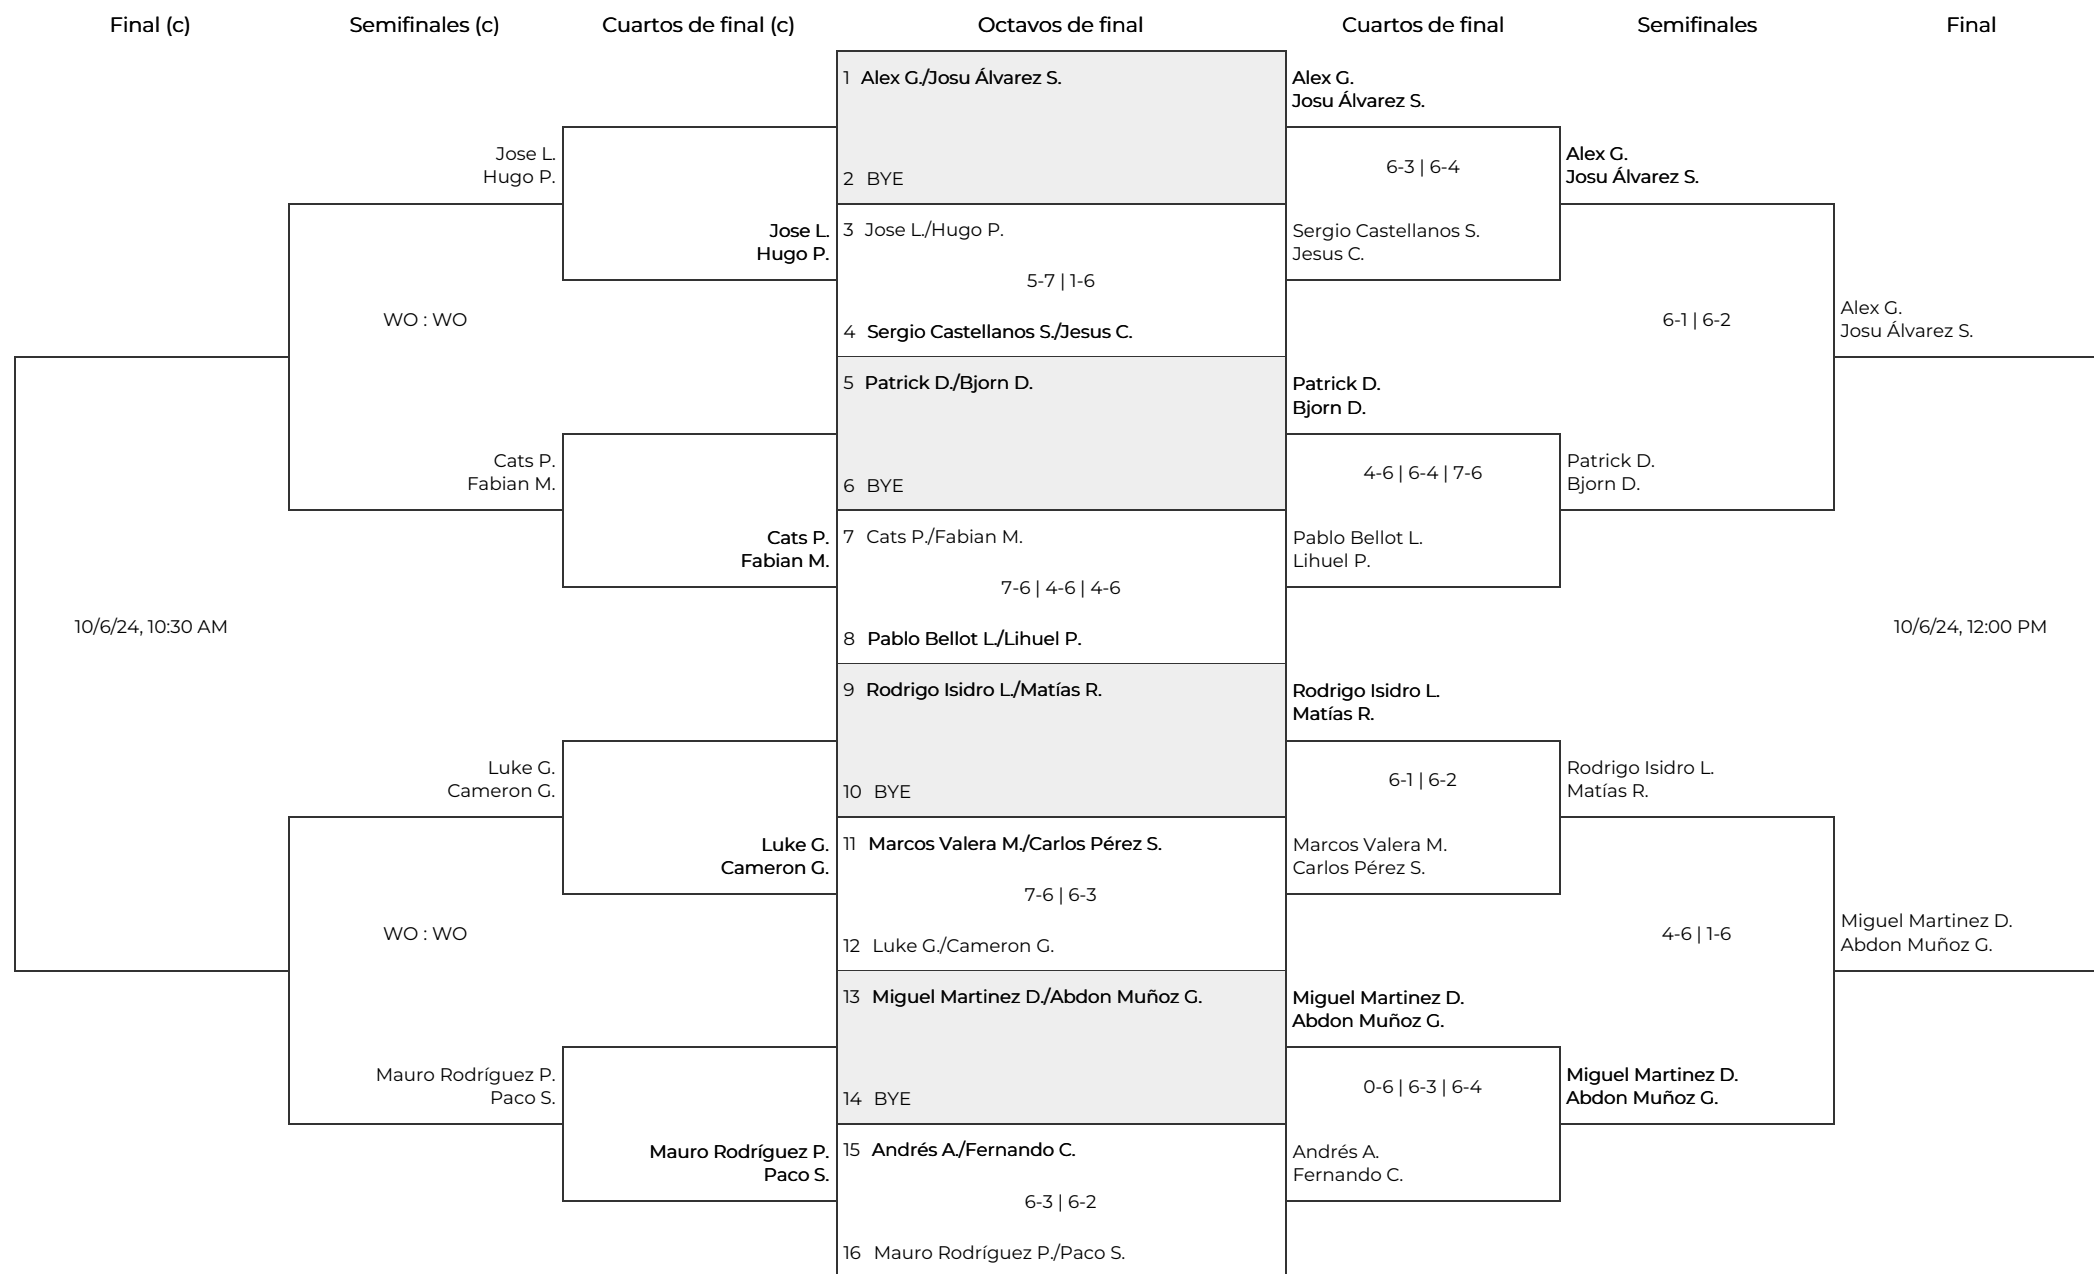 Final (c)
Semifinales (c)
Cuartos de final (c)
Octavos de final
Cuartos de final
Semifinales
Final
Jose L.
Hugo P.
WO : WO
Cats P.
Fabian M.
10/6/24, 10:30 AM
Luke G.
Cameron G.
WO : WO
Mauro Rodríguez P.
Paco S.
Jose L.
Hugo P.
Cats P.
Fabian M.
Luke G.
Cameron G.
Mauro Rodríguez P.
Paco S.
1 Alex G./Josu Álvarez S.
2 BYE
3 Jose L./Hugo P.
5-7 | 1-6
4 Sergio Castellanos S./Jesus C.
5 Patrick D./Bjorn D.
6 BYE
7 Cats P./Fabian M.
7-6 | 4-6 | 4-6
8 Pablo Bellot L./Lihuel P.
9 Rodrigo Isidro L./Matías R.
10 BYE
11 Marcos Valera M./Carlos Pérez S.
7-6 | 6-3
12 Luke G./Cameron G.
13 Miguel Martinez D./Abdon Muñoz G.
14 BYE
15 Andrés A./Fernando C.
6-3 | 6-2
16 Mauro Rodríguez P./Paco S.
Alex G.
Josu Álvarez S.
6-3 | 6-4
Sergio Castellanos S.
Jesus C.
Patrick D.
Bjorn D.
4-6 | 6-4 | 7-6
Pablo Bellot L.
Lihuel P.
Rodrigo Isidro L.
Matías R.
6-1 | 6-2
Marcos Valera M.
Carlos Pérez S.
Miguel Martinez D.
Abdon Muñoz G.
0-6 | 6-3 | 6-4
Andrés A.
Fernando C.
Alex G.
Josu Álvarez S.
6-1 | 6-2
Patrick D.
Bjorn D.
Rodrigo Isidro L.
Matías R.
4-6 | 1-6
Miguel Martinez D.
Abdon Muñoz G.
Alex G.
Josu Álvarez S.
10/6/24, 12:00 PM
Miguel Martinez D.
Abdon Muñoz G.